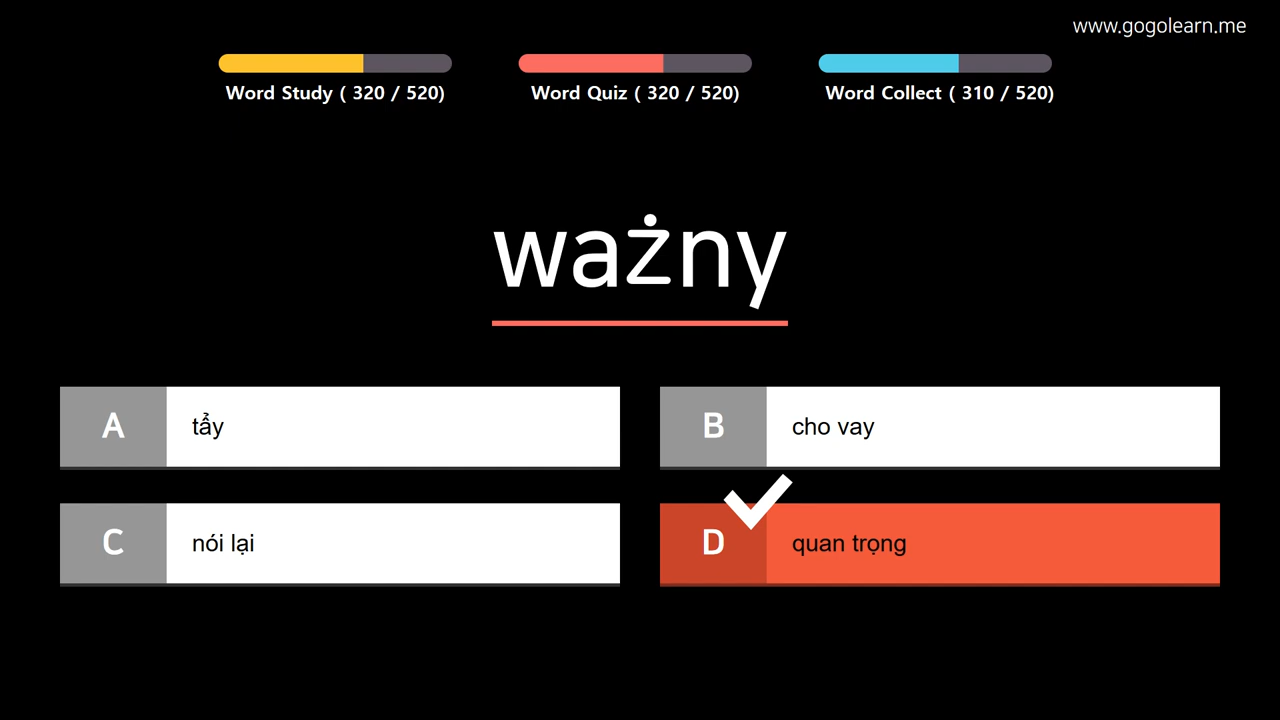 www.gogolearn.me
Word Study ( 320 / 520)
Word Quiz ( 320 / 520)
Word Collect ( 310 / 520)
ważny
A tẩy
B cho vay
C nói lại
D quan trọng